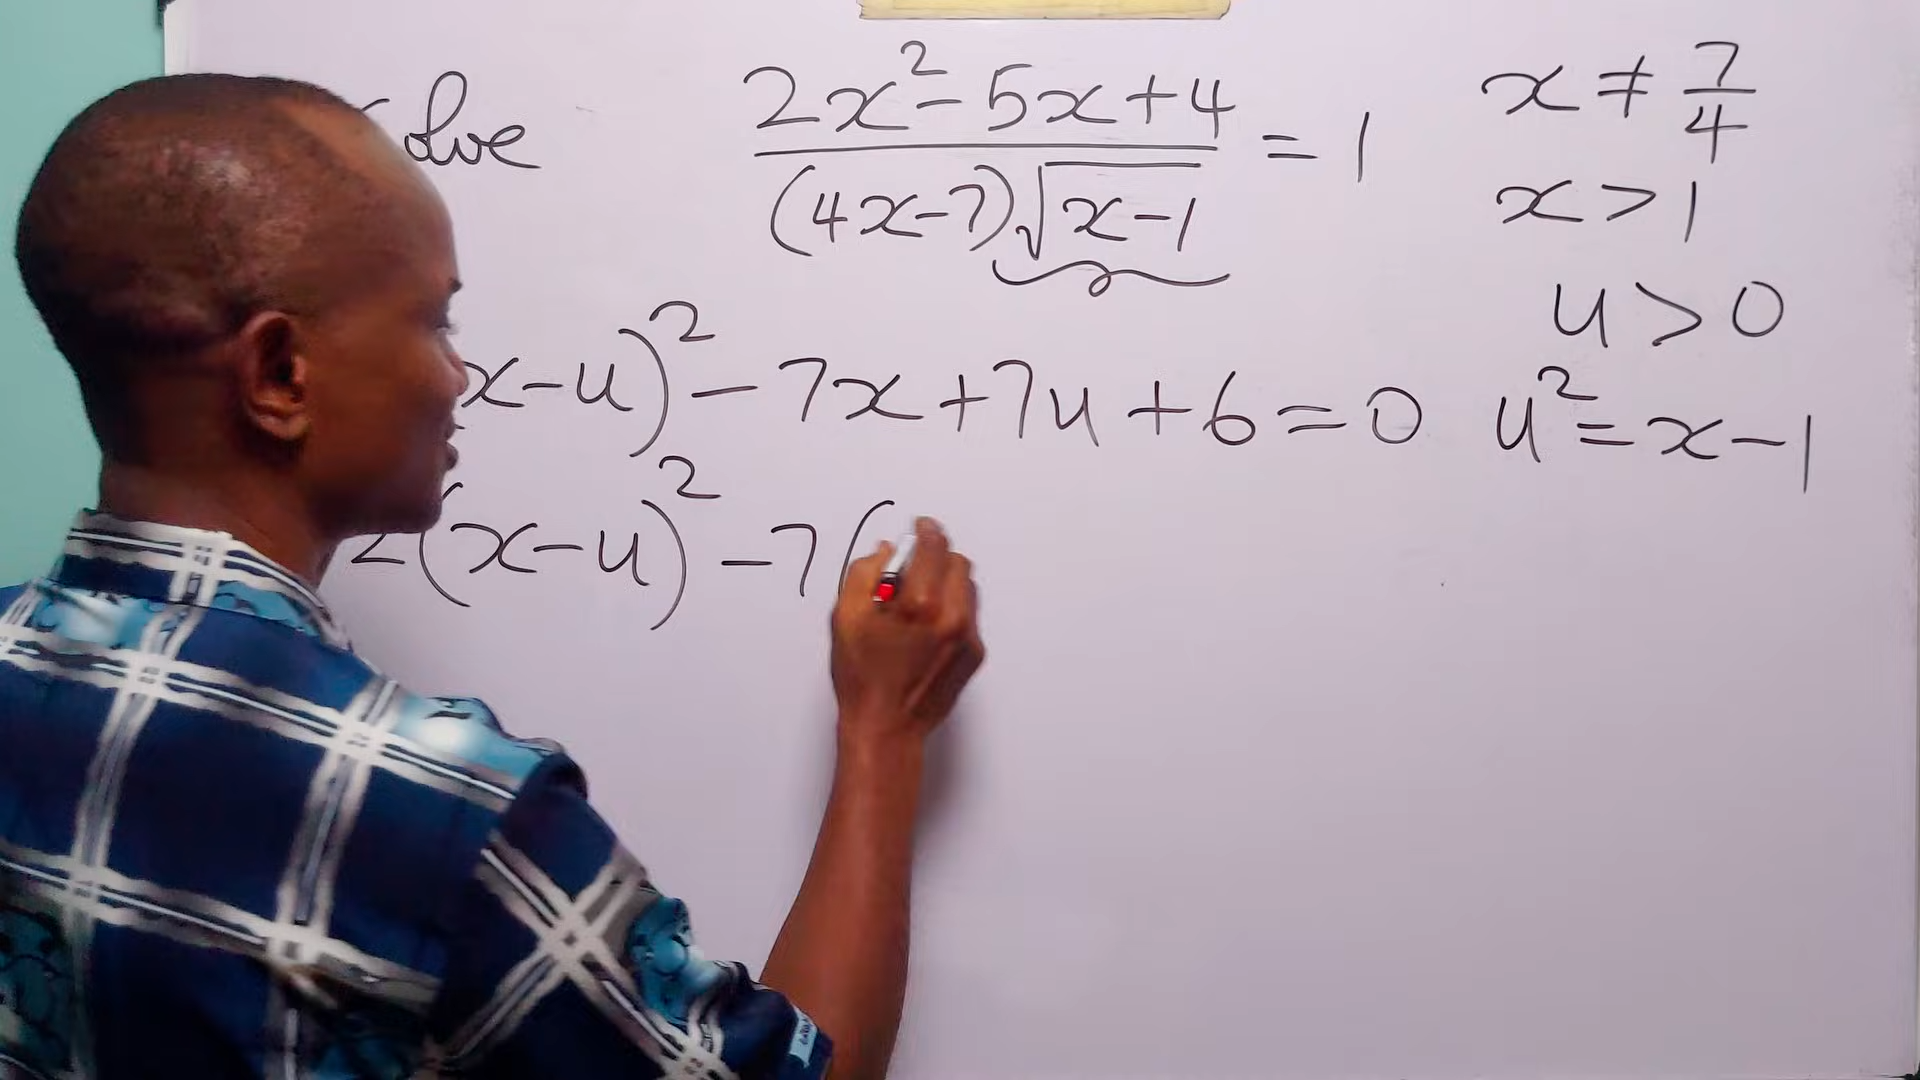 olve 2x² - 5x + 4 / (4x - 7)√(x - 1) = 1
x ≠ 7/4
x > 1
u > 0
x - u)² - 7x + 7u + 6 = 0
u² = x - 1
2(x - u)² - 7(